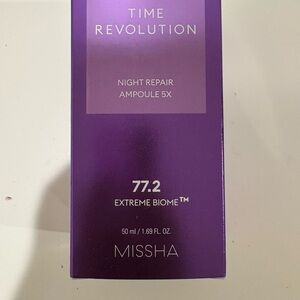 TIME
REVOLUTION
NIGHT REPAIR
AMPOULE 5X
77.2
EXTREME BIOME™
50 ml / 1.69 FL. OZ.
MISSHA